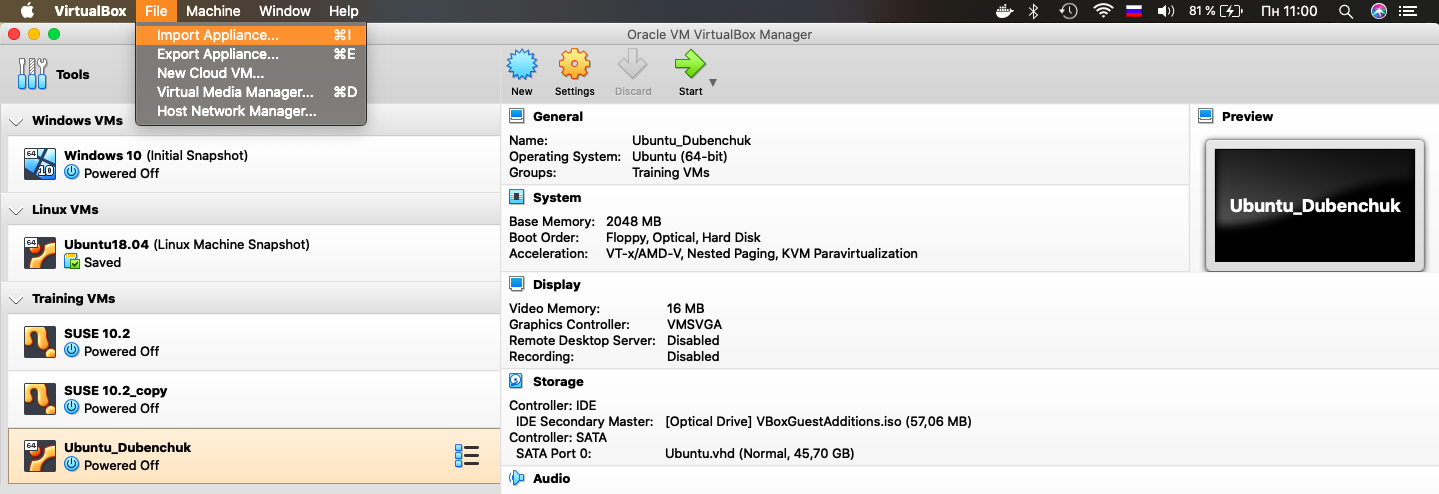 VirtualBox File Machine Window Help 81 % Пн 11:00
Import Appliance... ⌘I
Export Appliance... ⌘E
New Cloud VM...
Virtual Media Manager... ⌘D
Host Network Manager...
Oracle VM VirtualBox Manager
Tools
New Settings Discard Start
Windows VMs
64 10
Windows 10 (Initial Snapshot)
Powered Off
Linux VMs
64
Ubuntu18.04 (Linux Machine Snapshot)
Saved
Training VMs
SUSE 10.2
Powered Off
SUSE 10.2_copy
Powered Off
64
Ubuntu_Dubenchuk
Powered Off
General
Name: Ubuntu_Dubenchuk
Operating System: Ubuntu (64-bit)
Groups: Training VMs
System
Base Memory: 2048 MB
Boot Order: Floppy, Optical, Hard Disk
Acceleration: VT-x/AMD-V, Nested Paging, KVM Paravirtualization
Display
Video Memory: 16 MB
Graphics Controller: VMSVGA
Remote Desktop Server: Disabled
Recording: Disabled
Storage
Controller: IDE
IDE Secondary Master: [Optical Drive] VBoxGuestAdditions.iso (57,06 MB)
Controller: SATA
SATA Port 0: Ubuntu.vhd (Normal, 45,70 GB)
Audio
Preview
Ubuntu_Dubenchuk